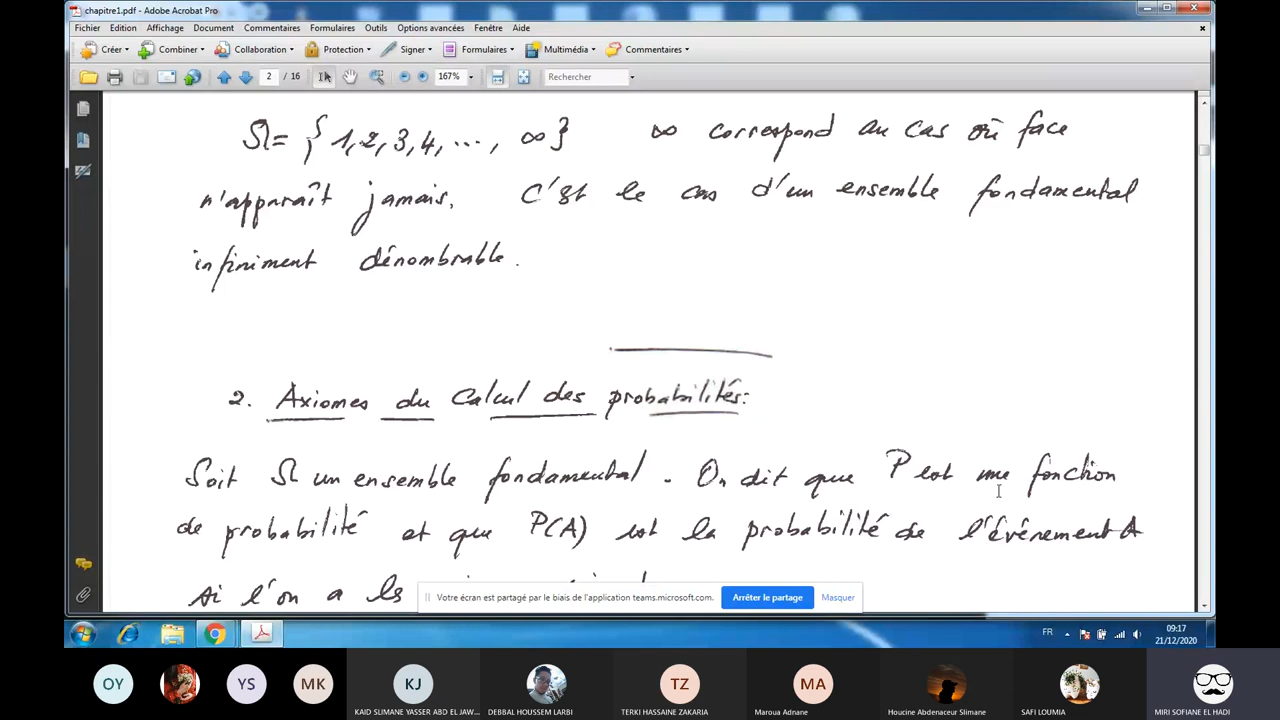 chapitre1.pdf - Adobe Acrobat Pro
Fichier Edition Affichage Document Commentaires Formulaires Outils Options avancées Fenêtre Aide
Créer Combiner Collaboration Protection Signer Formulaires Multimédia Commentaires
2 / 16 167% Rechercher
Ω = { 1, 2, 3, 4, ..., ∞ } ∞ correspond au cas où face
n'apparaît jamais. C'est le cas d'un ensemble fondamental
infiniment dénombrable.
2. Axiomes du Calcul des probabilités:
Soit Ω un ensemble fondamental. On dit que P est une fonction
de probabilité et que P(A) est la probabilité de l'événement A
si l'on a les
Votre écran est partagé par le biais de l'application teams.microsoft.com. Arrêter le partage Masquer
FR 09:17
21/12/2020
OY YS MK KJ TZ MA
KAID SLIMANE YASSER ABD EL JAW... DEBBAL HOUSSEM LARBI TERKI HASSAINE ZAKARIA Maroua Adnane Houcine Abdenaceur Slimane SAFI LOUMIA MIRI SOFIANE EL HADI